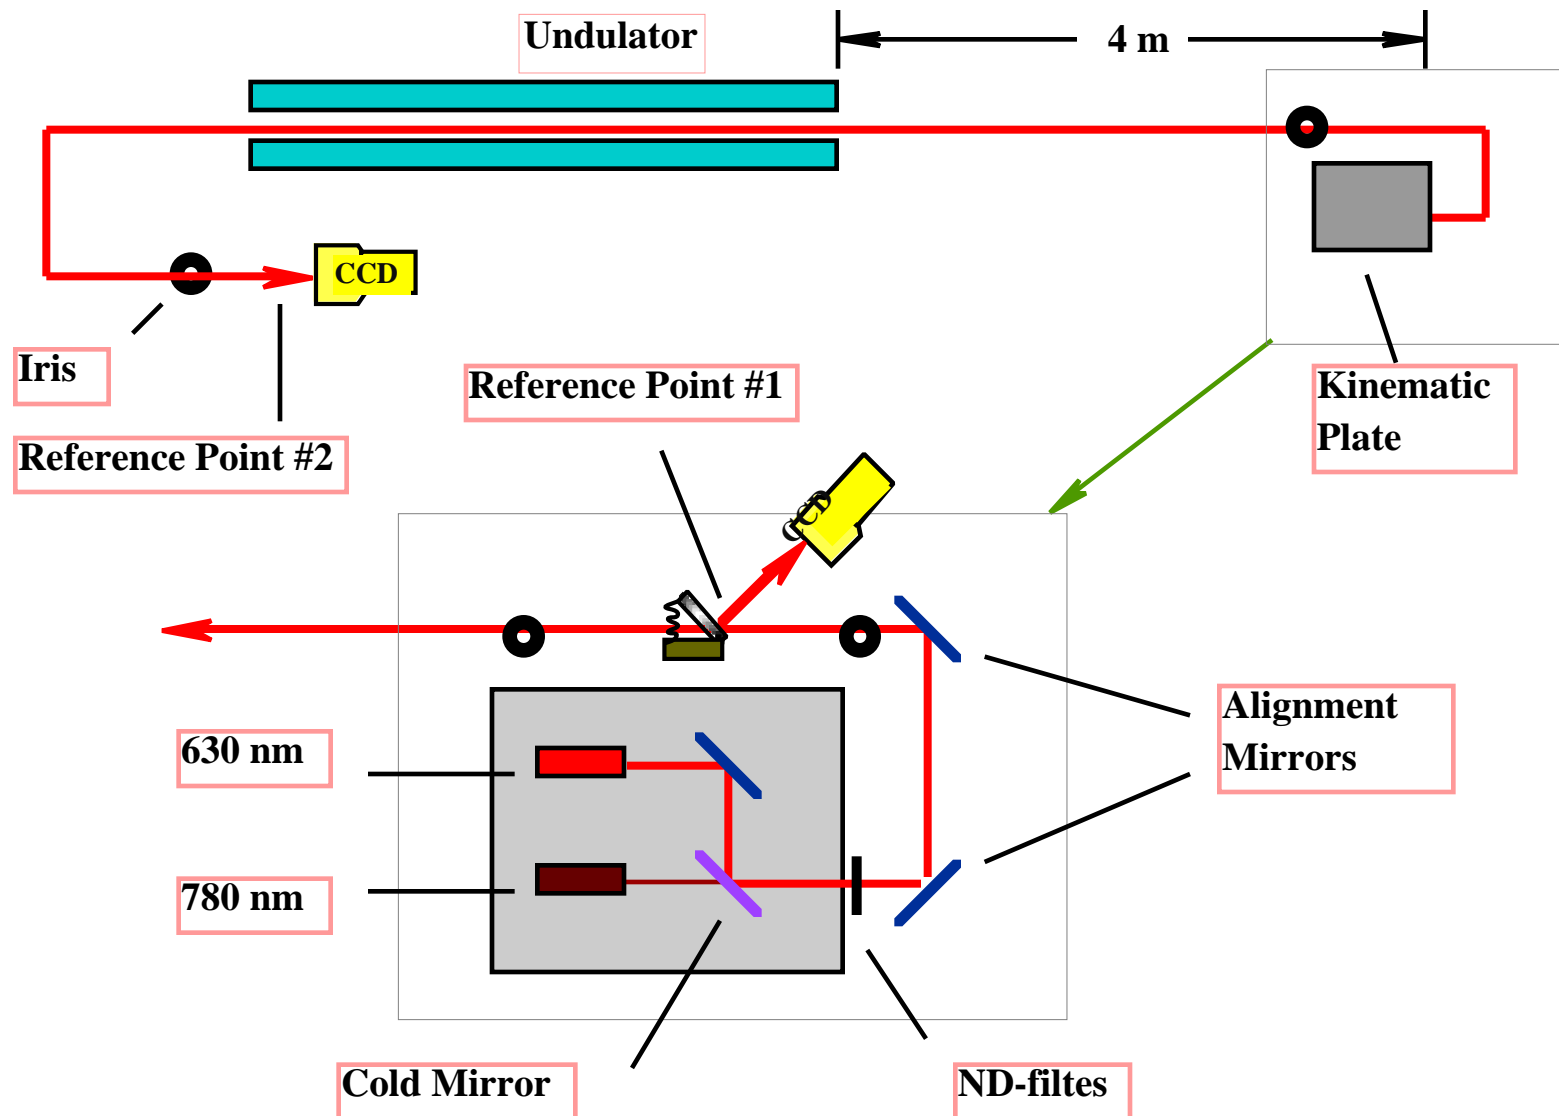 Undulator
4 m
CCD
Iris
Reference Point #1
Kinematic
Plate
Reference Point #2
CCD
Alignment
Mirrors
630 nm
780 nm
Cold Mirror
ND-filtes